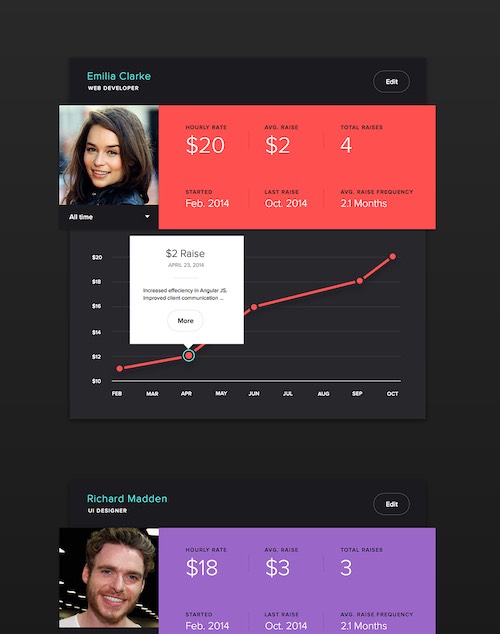 Emilia Clarke
WEB DEVELOPER
Edit
HOURLY RATE AVG. RAISE TOTAL RAISES
$20 $2 4
STARTED LAST RAISE AVG. RAISE FREQUENCY
Feb. 2014 Oct. 2014 2.1 Months
All time
$2 Raise
APRIL 23, 2014
Increased effeciency in Angular JS.
Improved client communication ...
More
$20
$18
$16
$14
$12
$10
FEB MAR APR MAY JUN JUL AUG SEP OCT
Richard Madden
UI DESIGNER
Edit
HOURLY RATE AVG. RAISE TOTAL RAISES
$18 $3 3
STARTED LAST RAISE AVG. RAISE FREQUENCY
Feb. 2014 Oct. 2014 2.1 Months